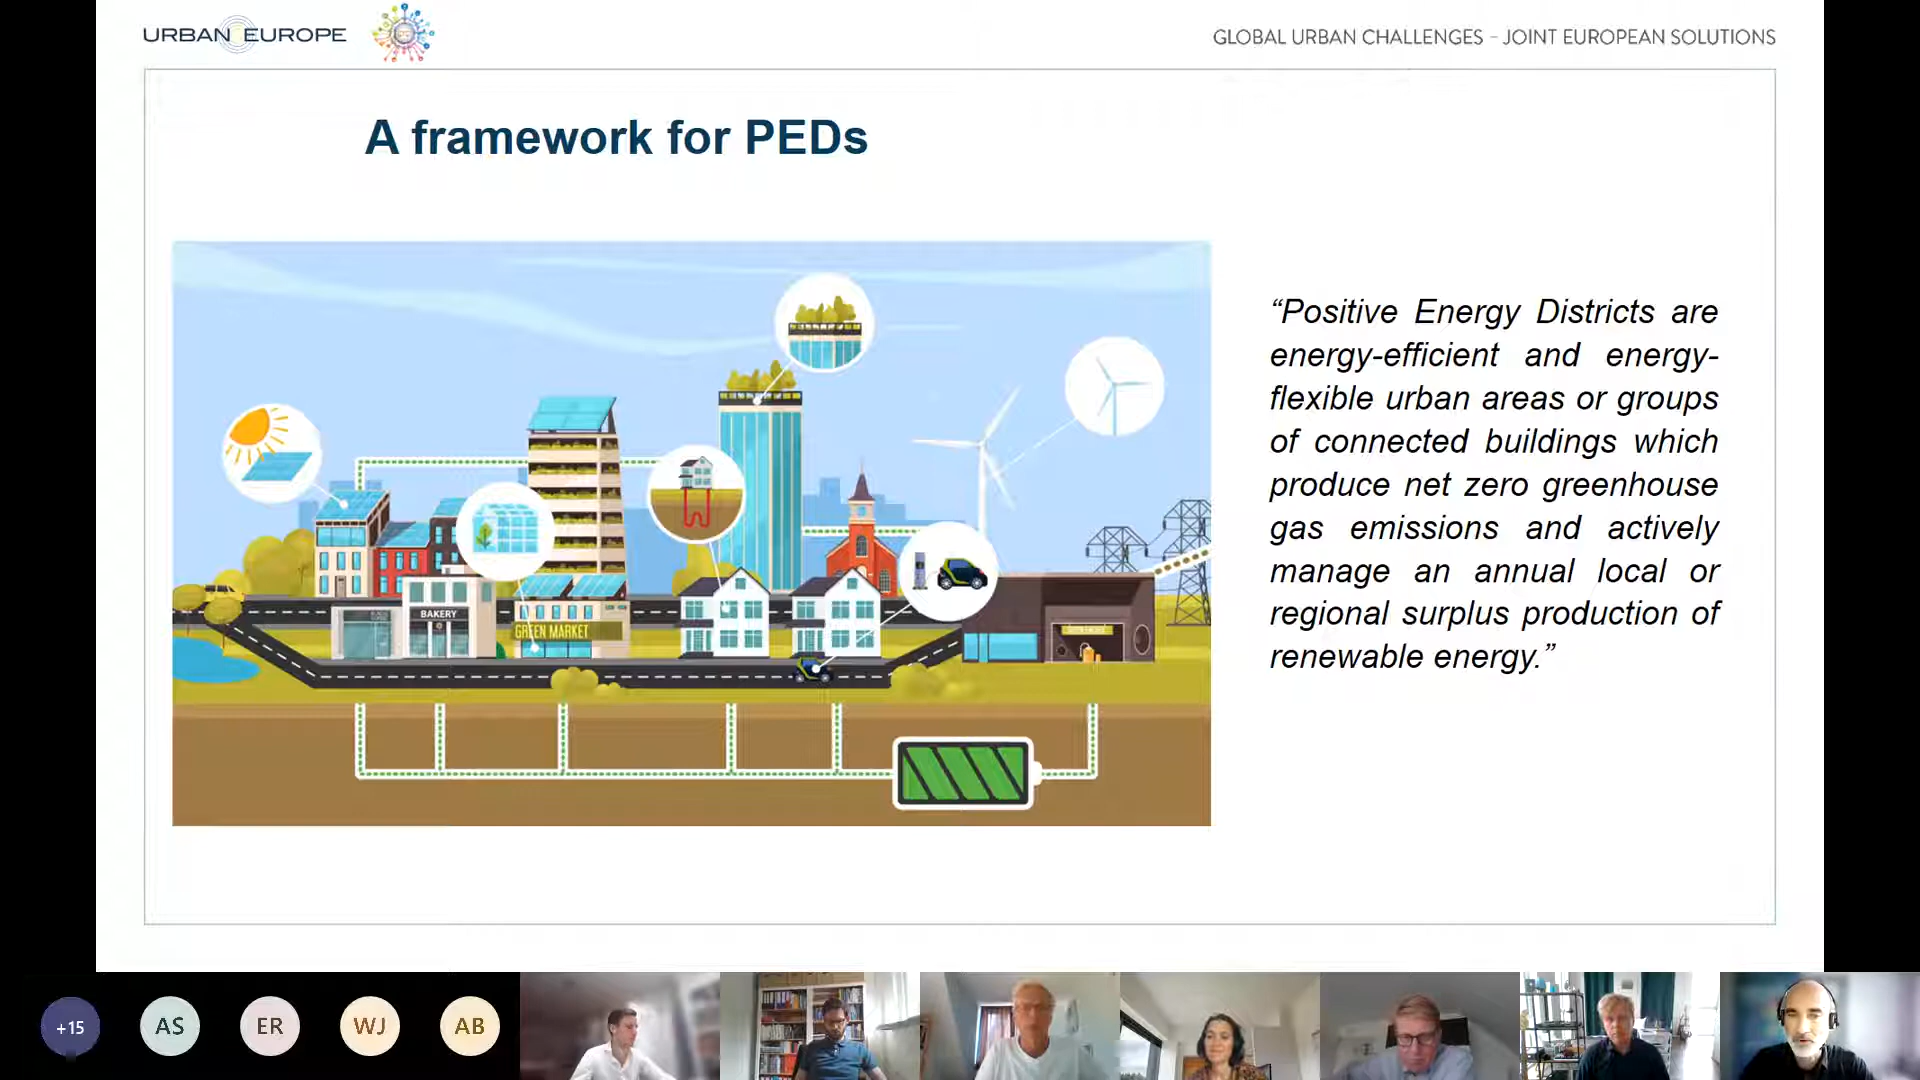 URBAN EUROPE
GLOBAL URBAN CHALLENGES – JOINT EUROPEAN SOLUTIONS
A framework for PEDs
“Positive Energy Districts are
energy-efficient and energy-
flexible urban areas or groups
of connected buildings which
produce net zero greenhouse
gas emissions and actively
manage an annual local or
regional surplus production of
renewable energy.”
BAKERY
GREEN MARKET
+15
AS
ER
WJ
AB